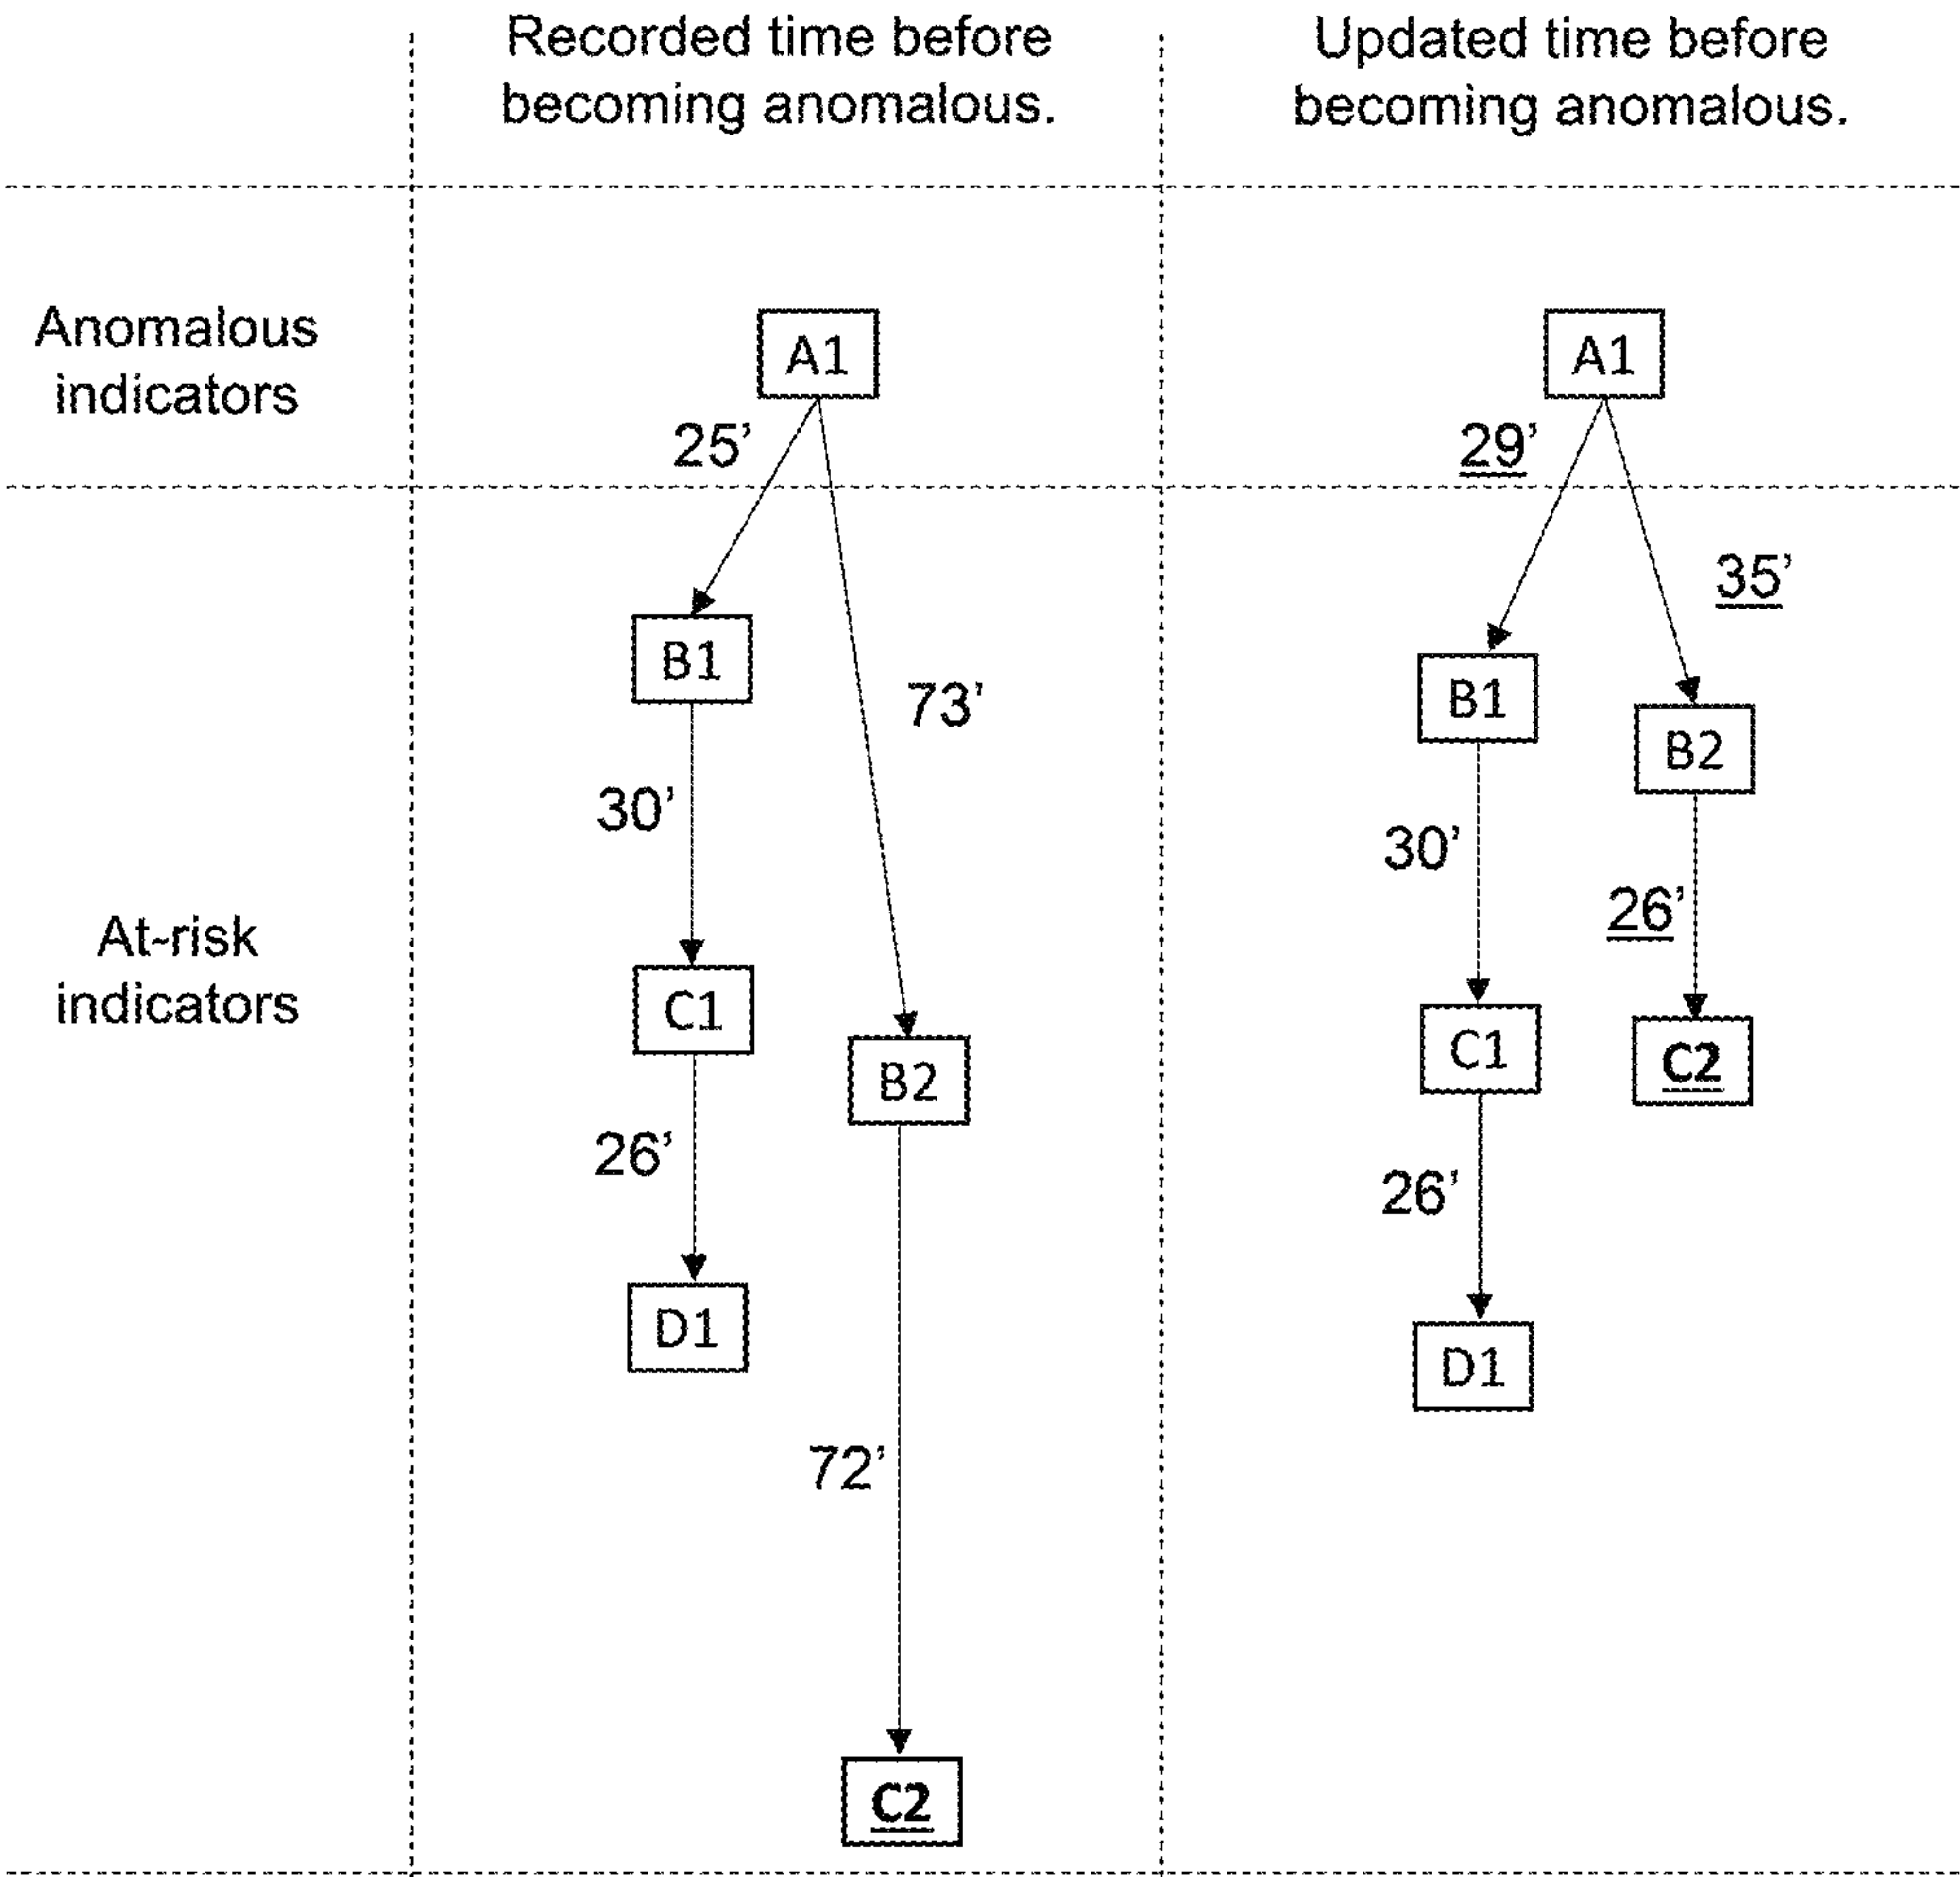 Recorded time before
becoming anomalous.
Updated time before
becoming anomalous.
Anomalous
indicators
A1
25’
A1
29’
At-risk
indicators
B1
73’
30’
C1
B2
26’
D1
72’
C2
35’
B1
B2
30’
26’
C1
C2
26’
D1